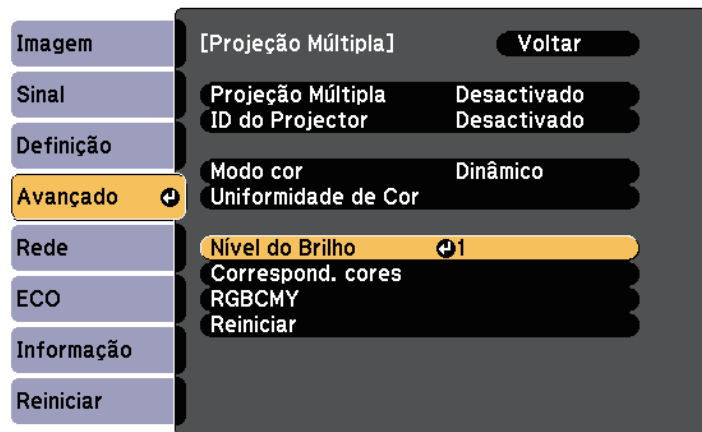 Imagem
Sinal
Definição
Avançado
Rede
ECO
Informação
Reiniciar
[Projeção Múltipla] Voltar
Projeção Múltipla Desactivado
ID do Projector Desactivado
Modo cor Dinâmico
Uniformidade de Cor
Nível do Brilho 1
Correspond. cores
RGBCMY
Reiniciar